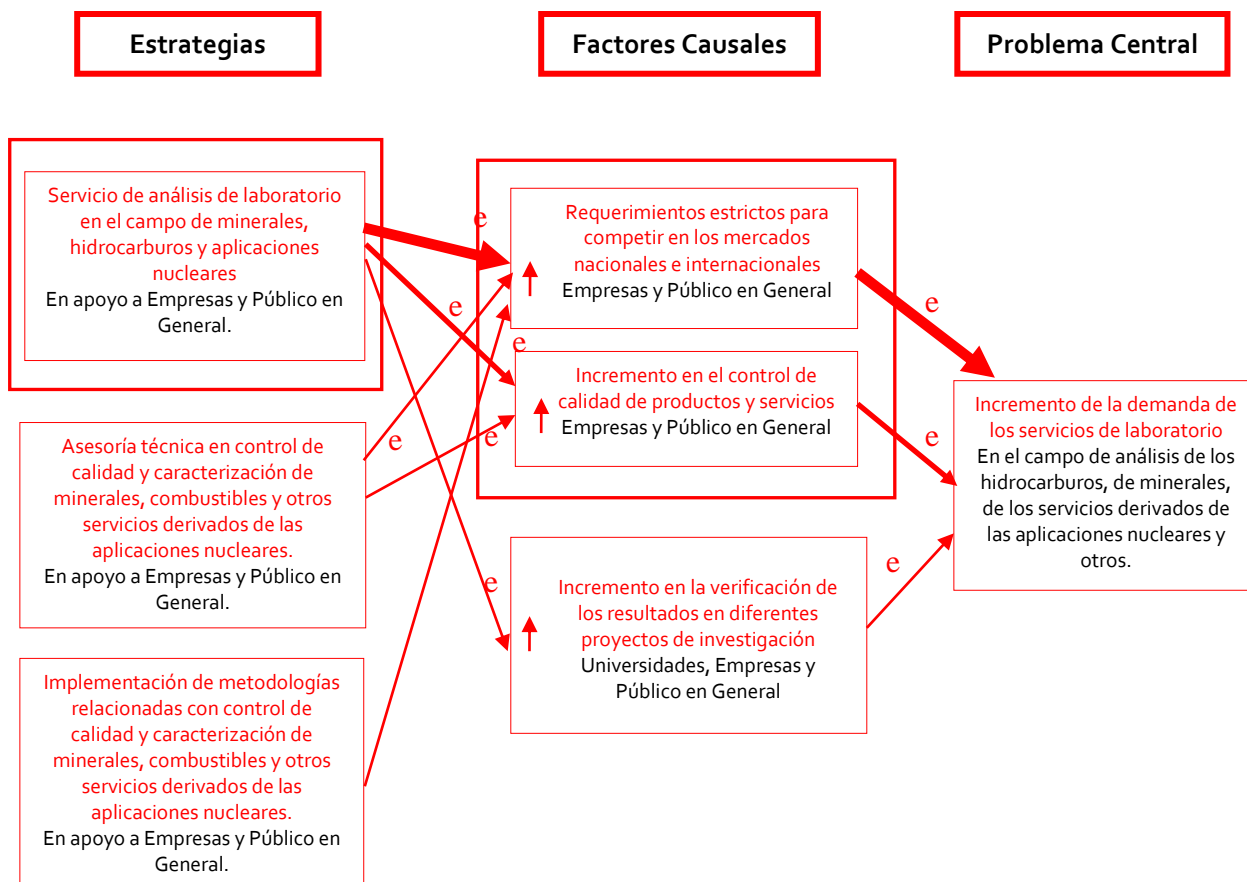 Estrategias
Factores Causales
Problema Central
Servicio de análisis de laboratorio
en el campo de minerales,
hidrocarburos y aplicaciones
nucleares
En apoyo a Empresas y Público en
General.
Asesoría técnica en control de
calidad y caracterización de
minerales, combustibles y otros
servicios derivados de las
aplicaciones nucleares.
En apoyo a Empresas y Público en
General.
Implementación de metodologías
relacionadas con control de
calidad y caracterización de
minerales, combustibles y otros
servicios derivados de las
aplicaciones nucleares.
En apoyo a Empresas y Público en
General.
e
e
e
e
e
e
Requerimientos estrictos para
competir en los mercados
nacionales e internacionales
Empresas y Público en General
Incremento en el control de
calidad de productos y servicios
Empresas y Público en General
Incremento en la verificación de
los resultados en diferentes
proyectos de investigación
Universidades, Empresas y
Público en General
e
e
e
Incremento de la demanda de
los servicios de laboratorio
En el campo de análisis de los
hidrocarburos, de minerales,
de los servicios derivados de
las aplicaciones nucleares y
otros.